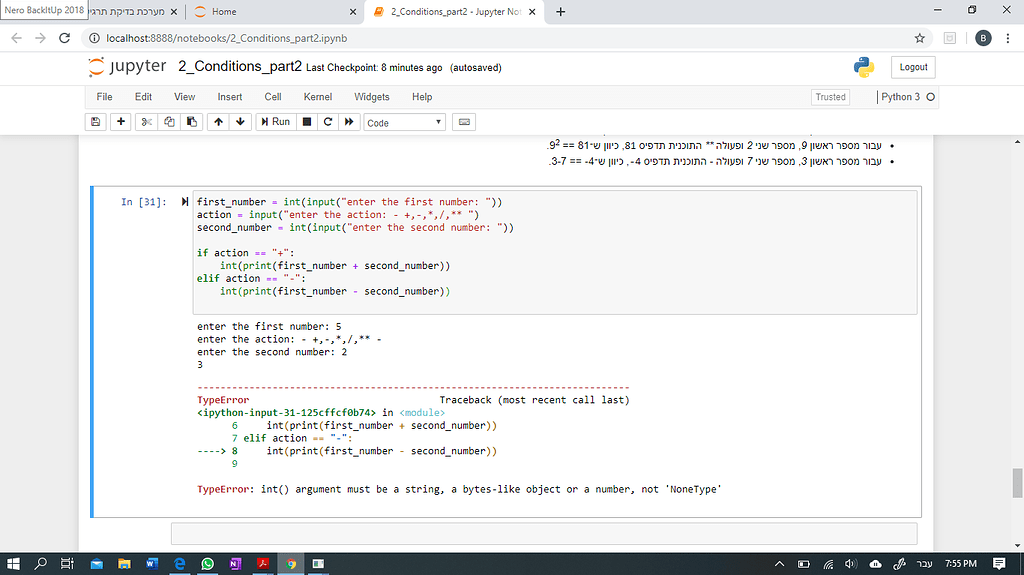 Nero BackItUp 2018
מערכת בדיקת תרגי
Home
2_Conditions_part2 - Jupyter Not
localhost:8888/notebooks/2_Conditions_part2.ipynb
B
jupyter 2_Conditions_part2 Last Checkpoint: 8 minutes ago (autosaved)
Logout
File Edit View Insert Cell Kernel Widgets Help
Trusted
Python 3
Run
Code
עבור מספר ראשון 9, מספר שני 2 ופעולה ** התוכנית תדפיס 81, כיוון ש-81 == 9².
עבור מספר ראשון 3, מספר שני 7 ופעולה - התוכנית תדפיס 4-, כיוון ש-4- == 3-7.
In [31]:
first_number = int(input("enter the first number: "))
action = input("enter the action: - +,-,*,/,** ")
second_number = int(input("enter the second number: "))
if action == "+":
    int(print(first_number + second_number))
elif action == "-":
    int(print(first_number - second_number))
enter the first number: 5
enter the action: - +,-,*,/,** -
enter the second number: 2
3
---------------------------------------------------------------------------
TypeError Traceback (most recent call last)
<ipython-input-31-125cffcf0b74> in <module>
6     int(print(first_number + second_number))
7 elif action == "-":
----> 8     int(print(first_number - second_number))
9
TypeError: int() argument must be a string, a bytes-like object or a number, not 'NoneType'
עבר
7:55 PM